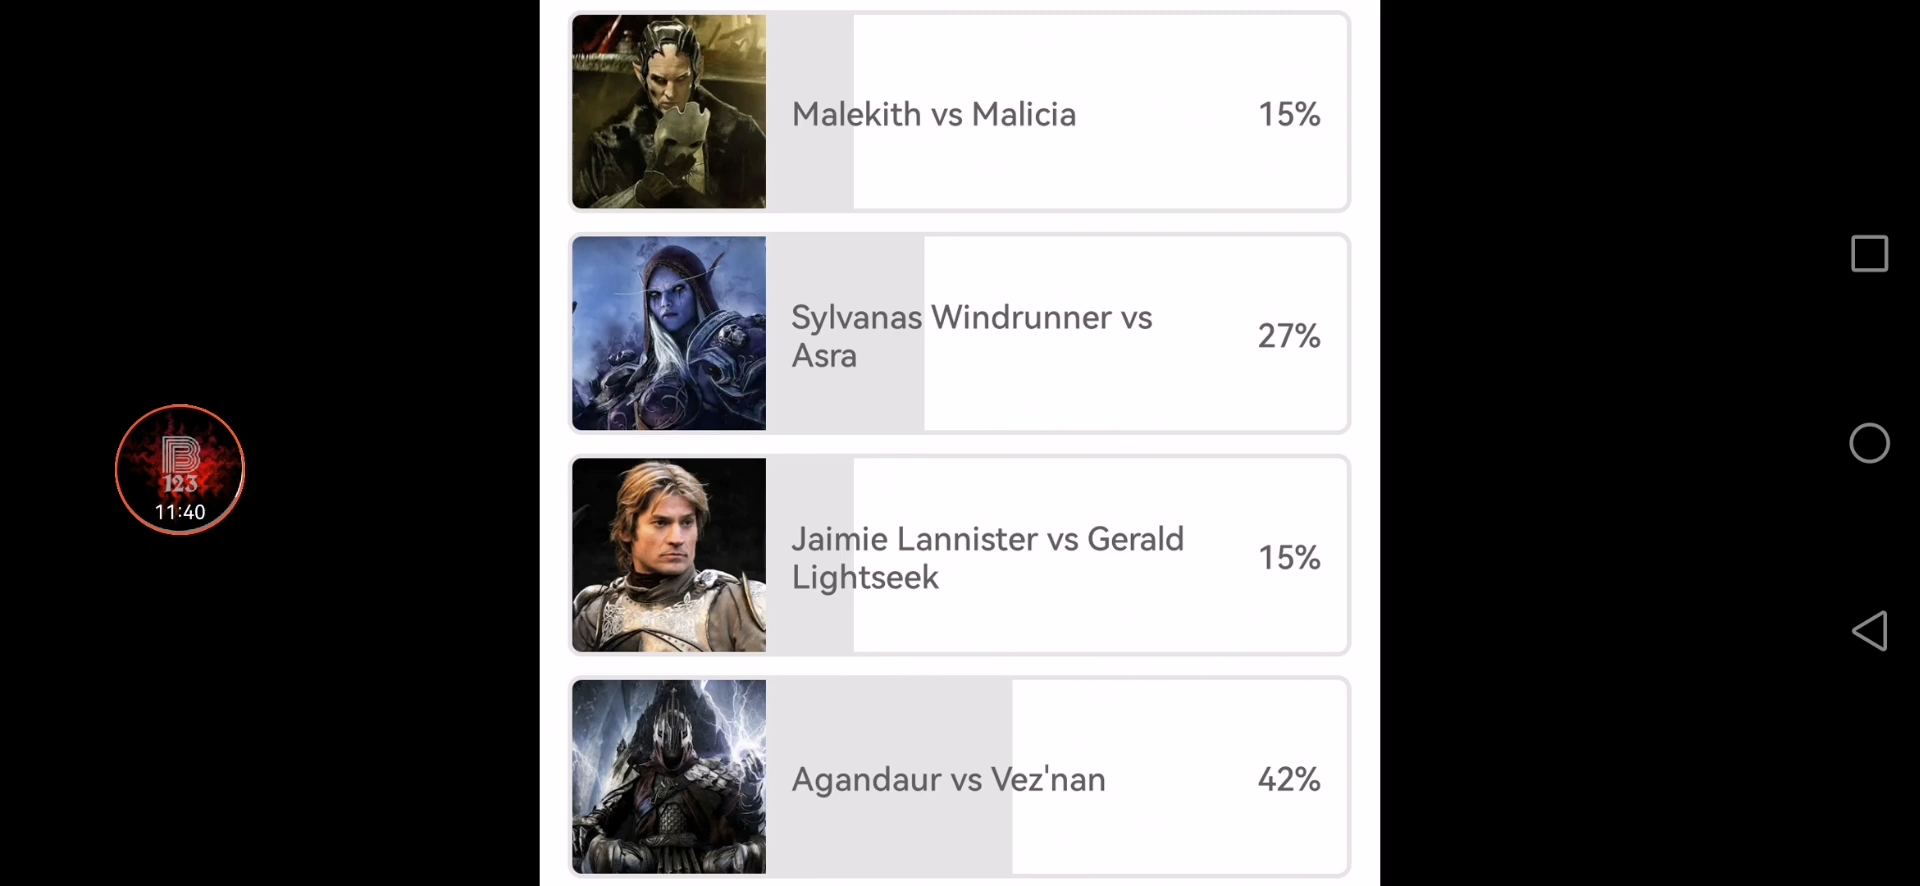 Malekith vs Malicia
15%
Sylvanas Windrunner vs
Asra
27%
Jaimie Lannister vs Gerald
Lightseek
15%
Agandaur vs Vez'nan
42%
B
123
11:40